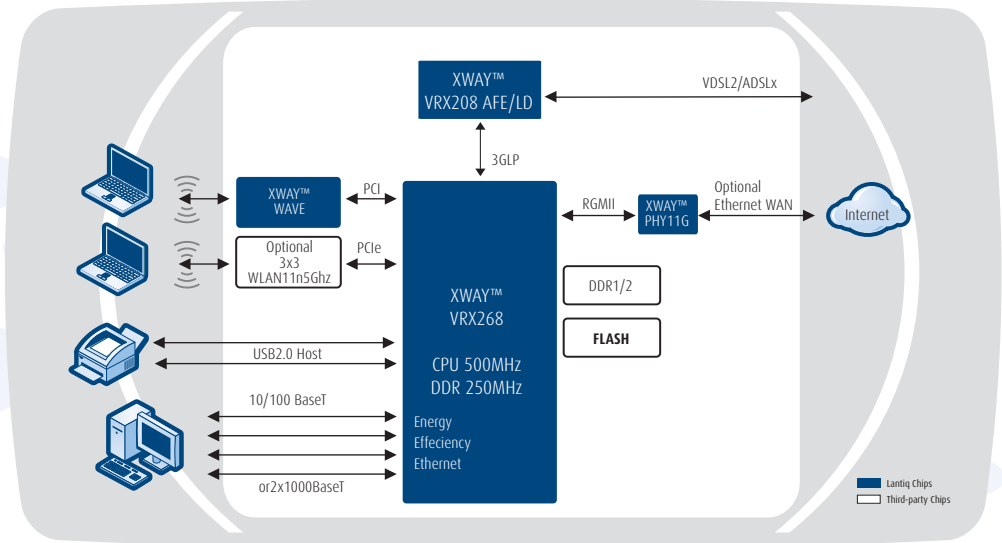 XWAY™
VRX208 AFE/LD
VDSL2/ADSLx
3GLP
XWAY™
WAVE
PCI
Optional
3x3
WLAN11n5Ghz
PCIe
RGMII
XWAY™
PHY11G
Optional
Ethernet WAN
Internet
DDR1/2
FLASH
XWAY™
VRX268
CPU 500MHz
DDR 250MHz
USB2.0 Host
10/100 BaseT
or2x1000BaseT
Energy
Effeciency
Ethernet
Lantiq Chips
Third-party Chips